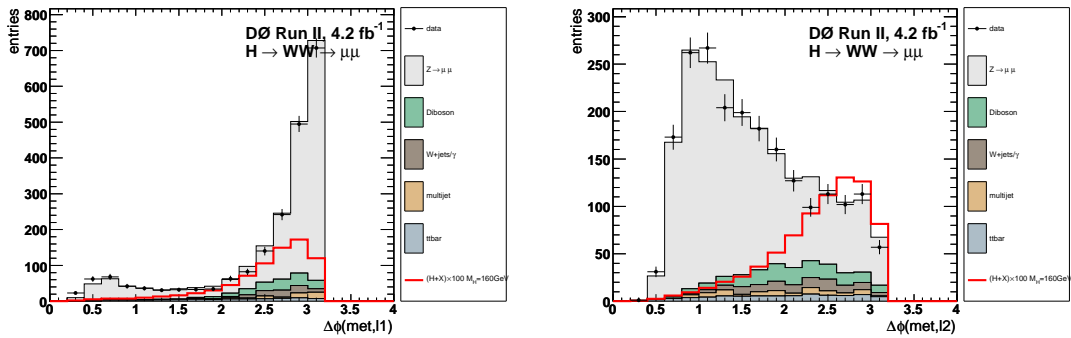 entries
800
700
600
500
400
300
200
100
0
0 0.5 1 1.5 2 2.5 3 3.5 4
Δϕ(met,l1)
DØ Run II, 4.2 fb⁻¹
H → WW → μμ
data
Z→μ μ
Diboson
W+jets/γ
multijet
ttbar
(H+X)×100 M_H=160GeV
entries
300
250
200
150
100
50
0
0 0.5 1 1.5 2 2.5 3 3.5 4
Δϕ(met,l2)
DØ Run II, 4.2 fb⁻¹
H → WW → μμ
data
Z→μ μ
Diboson
W+jets/γ
multijet
ttbar
(H+X)×100 M_H=160GeV